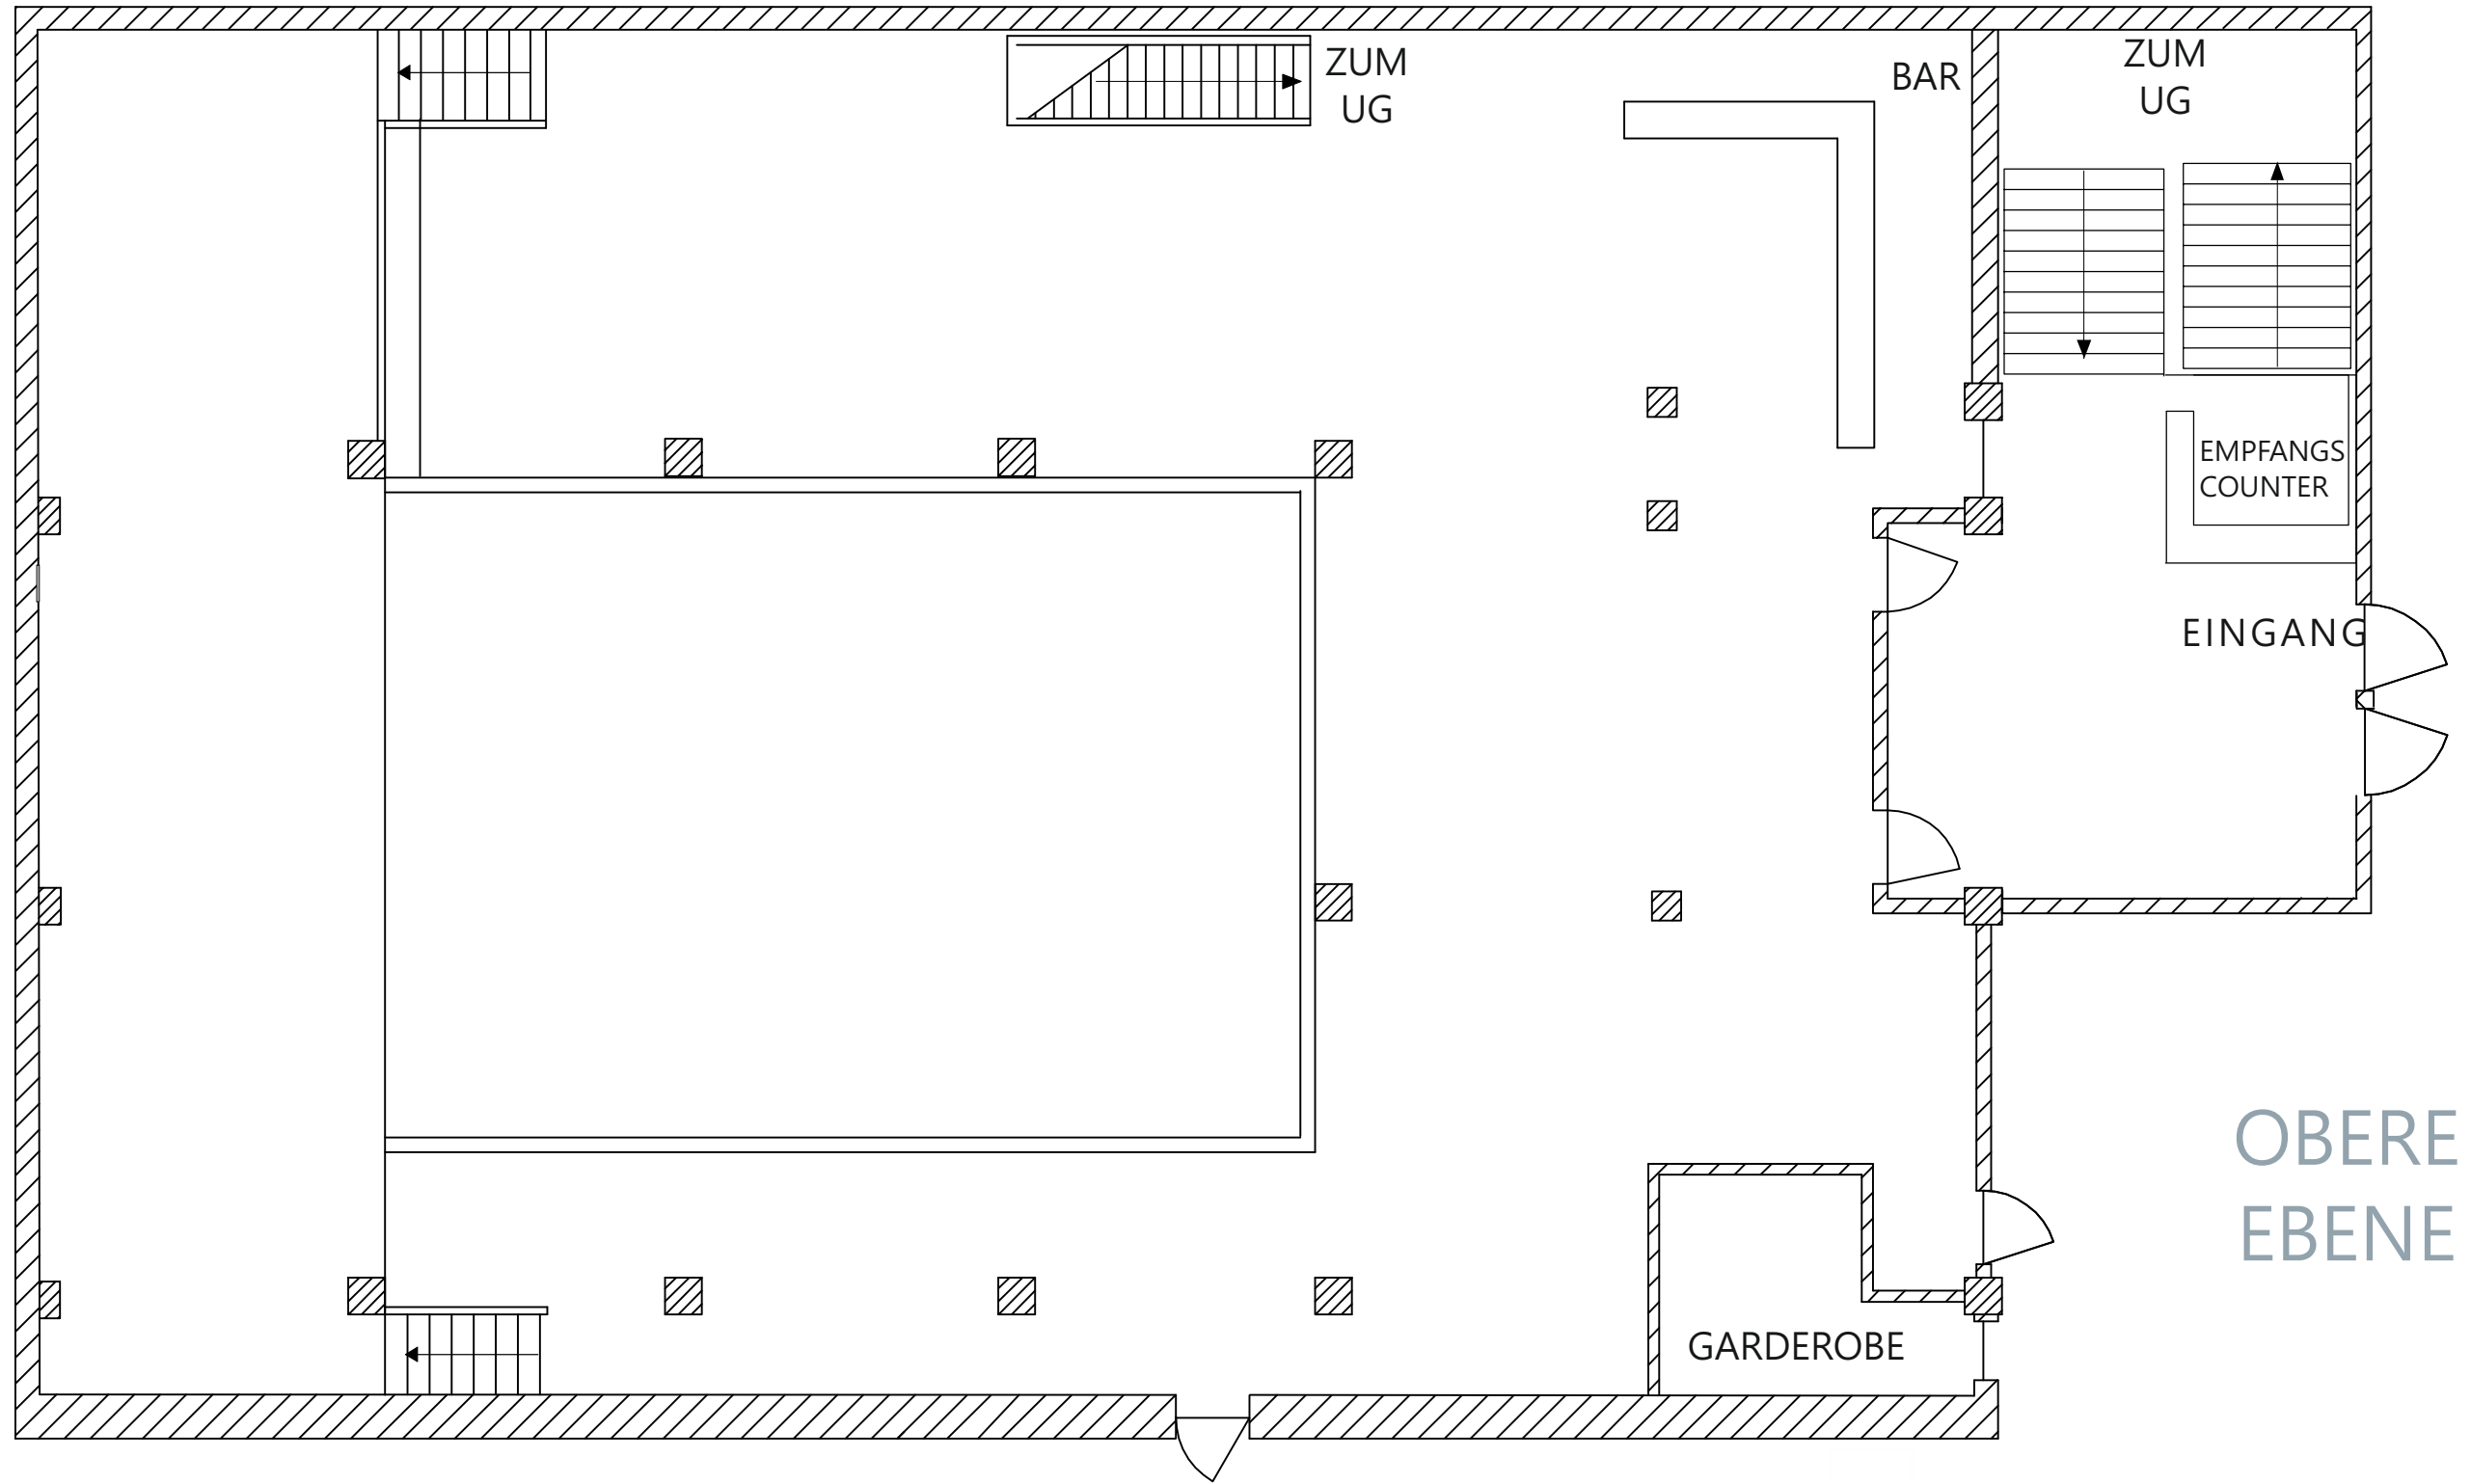 ZUM
UG
BAR
ZUM
UG
EMPFANGS
COUNTER
EINGANG
OBERE
EBENE
GARDEROBE